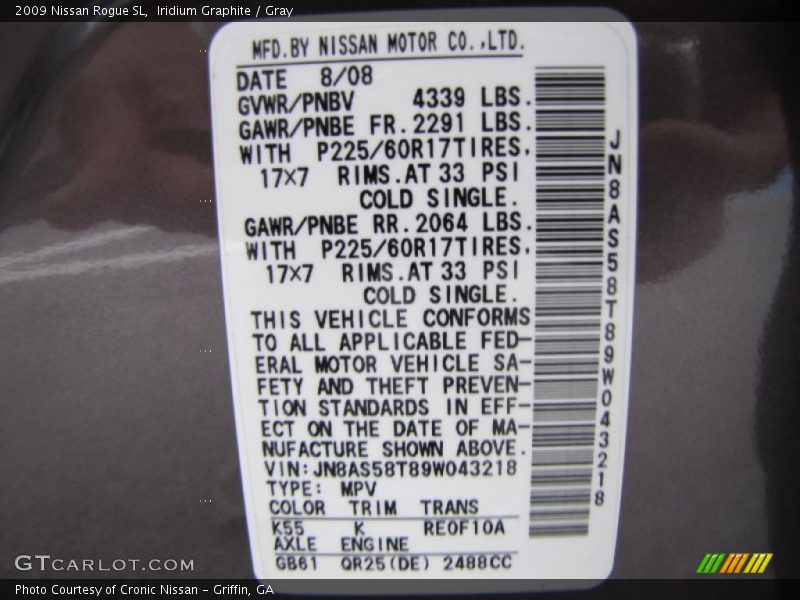 2009 Nissan Rogue SL, Iridium Graphite / Gray
MFD.BY NISSAN MOTOR CO.,LTD.
DATE 8/08
GVWR/PNBV 4339 LBS.
GAWR/PNBE FR.2291 LBS.
WITH P225/60R17TIRES,
17X7 RIMS.AT 33 PSI
COLD SINGLE.
GAWR/PNBE RR.2064 LBS.
WITH P225/60R17TIRES,
17X7 RIMS.AT 33 PSI
COLD SINGLE.
THIS VEHICLE CONFORMS
TO ALL APPLICABLE FED-
ERAL MOTOR VEHICLE SA-
FETY AND THEFT PREVEN-
TION STANDARDS IN EFF-
ECT ON THE DATE OF MA-
NUFACTURE SHOWN ABOVE.
VIN:JN8AS58T89W043218
TYPE: MPV
COLOR TRIM TRANS
K55 K RE0F10A
AXLE ENGINE
GB61 QR25(DE) 2488CC
JN8AS58T89W043218
GTCARLOT.COM
Photo Courtesy of Cronic Nissan - Griffin, GA